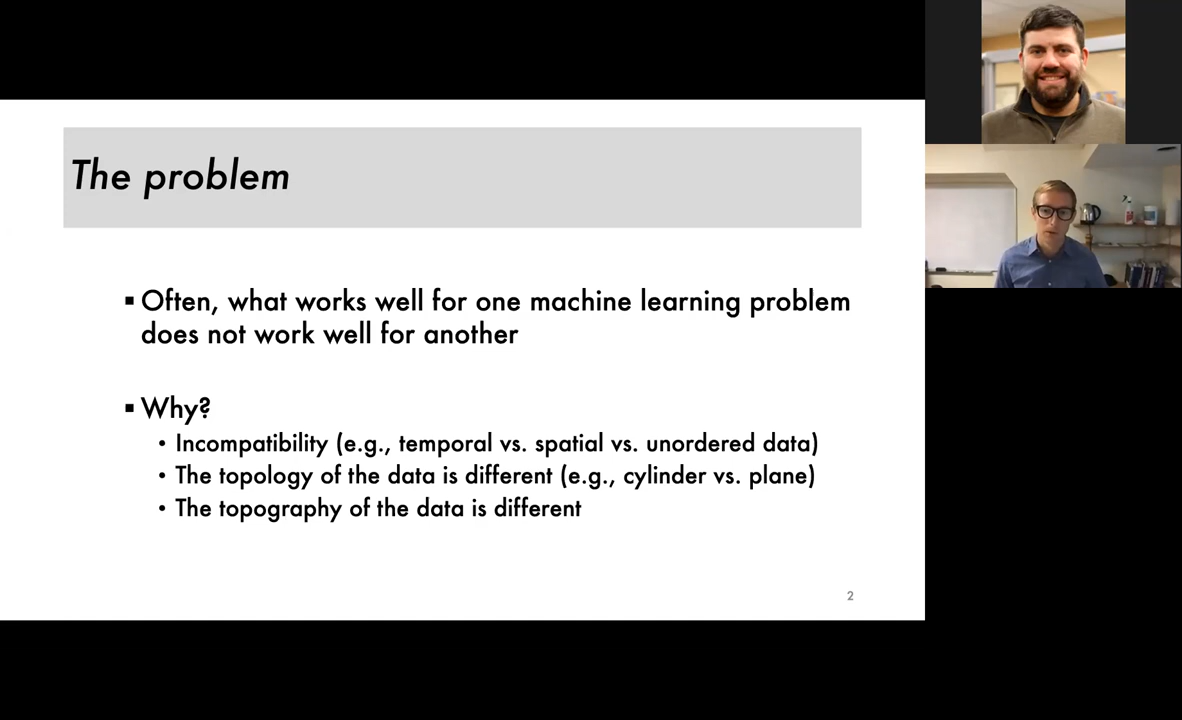 The problem
▪ Often, what works well for one machine learning problem
does not work well for another
▪ Why?
• Incompatibility (e.g., temporal vs. spatial vs. unordered data)
• The topology of the data is different (e.g., cylinder vs. plane)
• The topography of the data is different
2